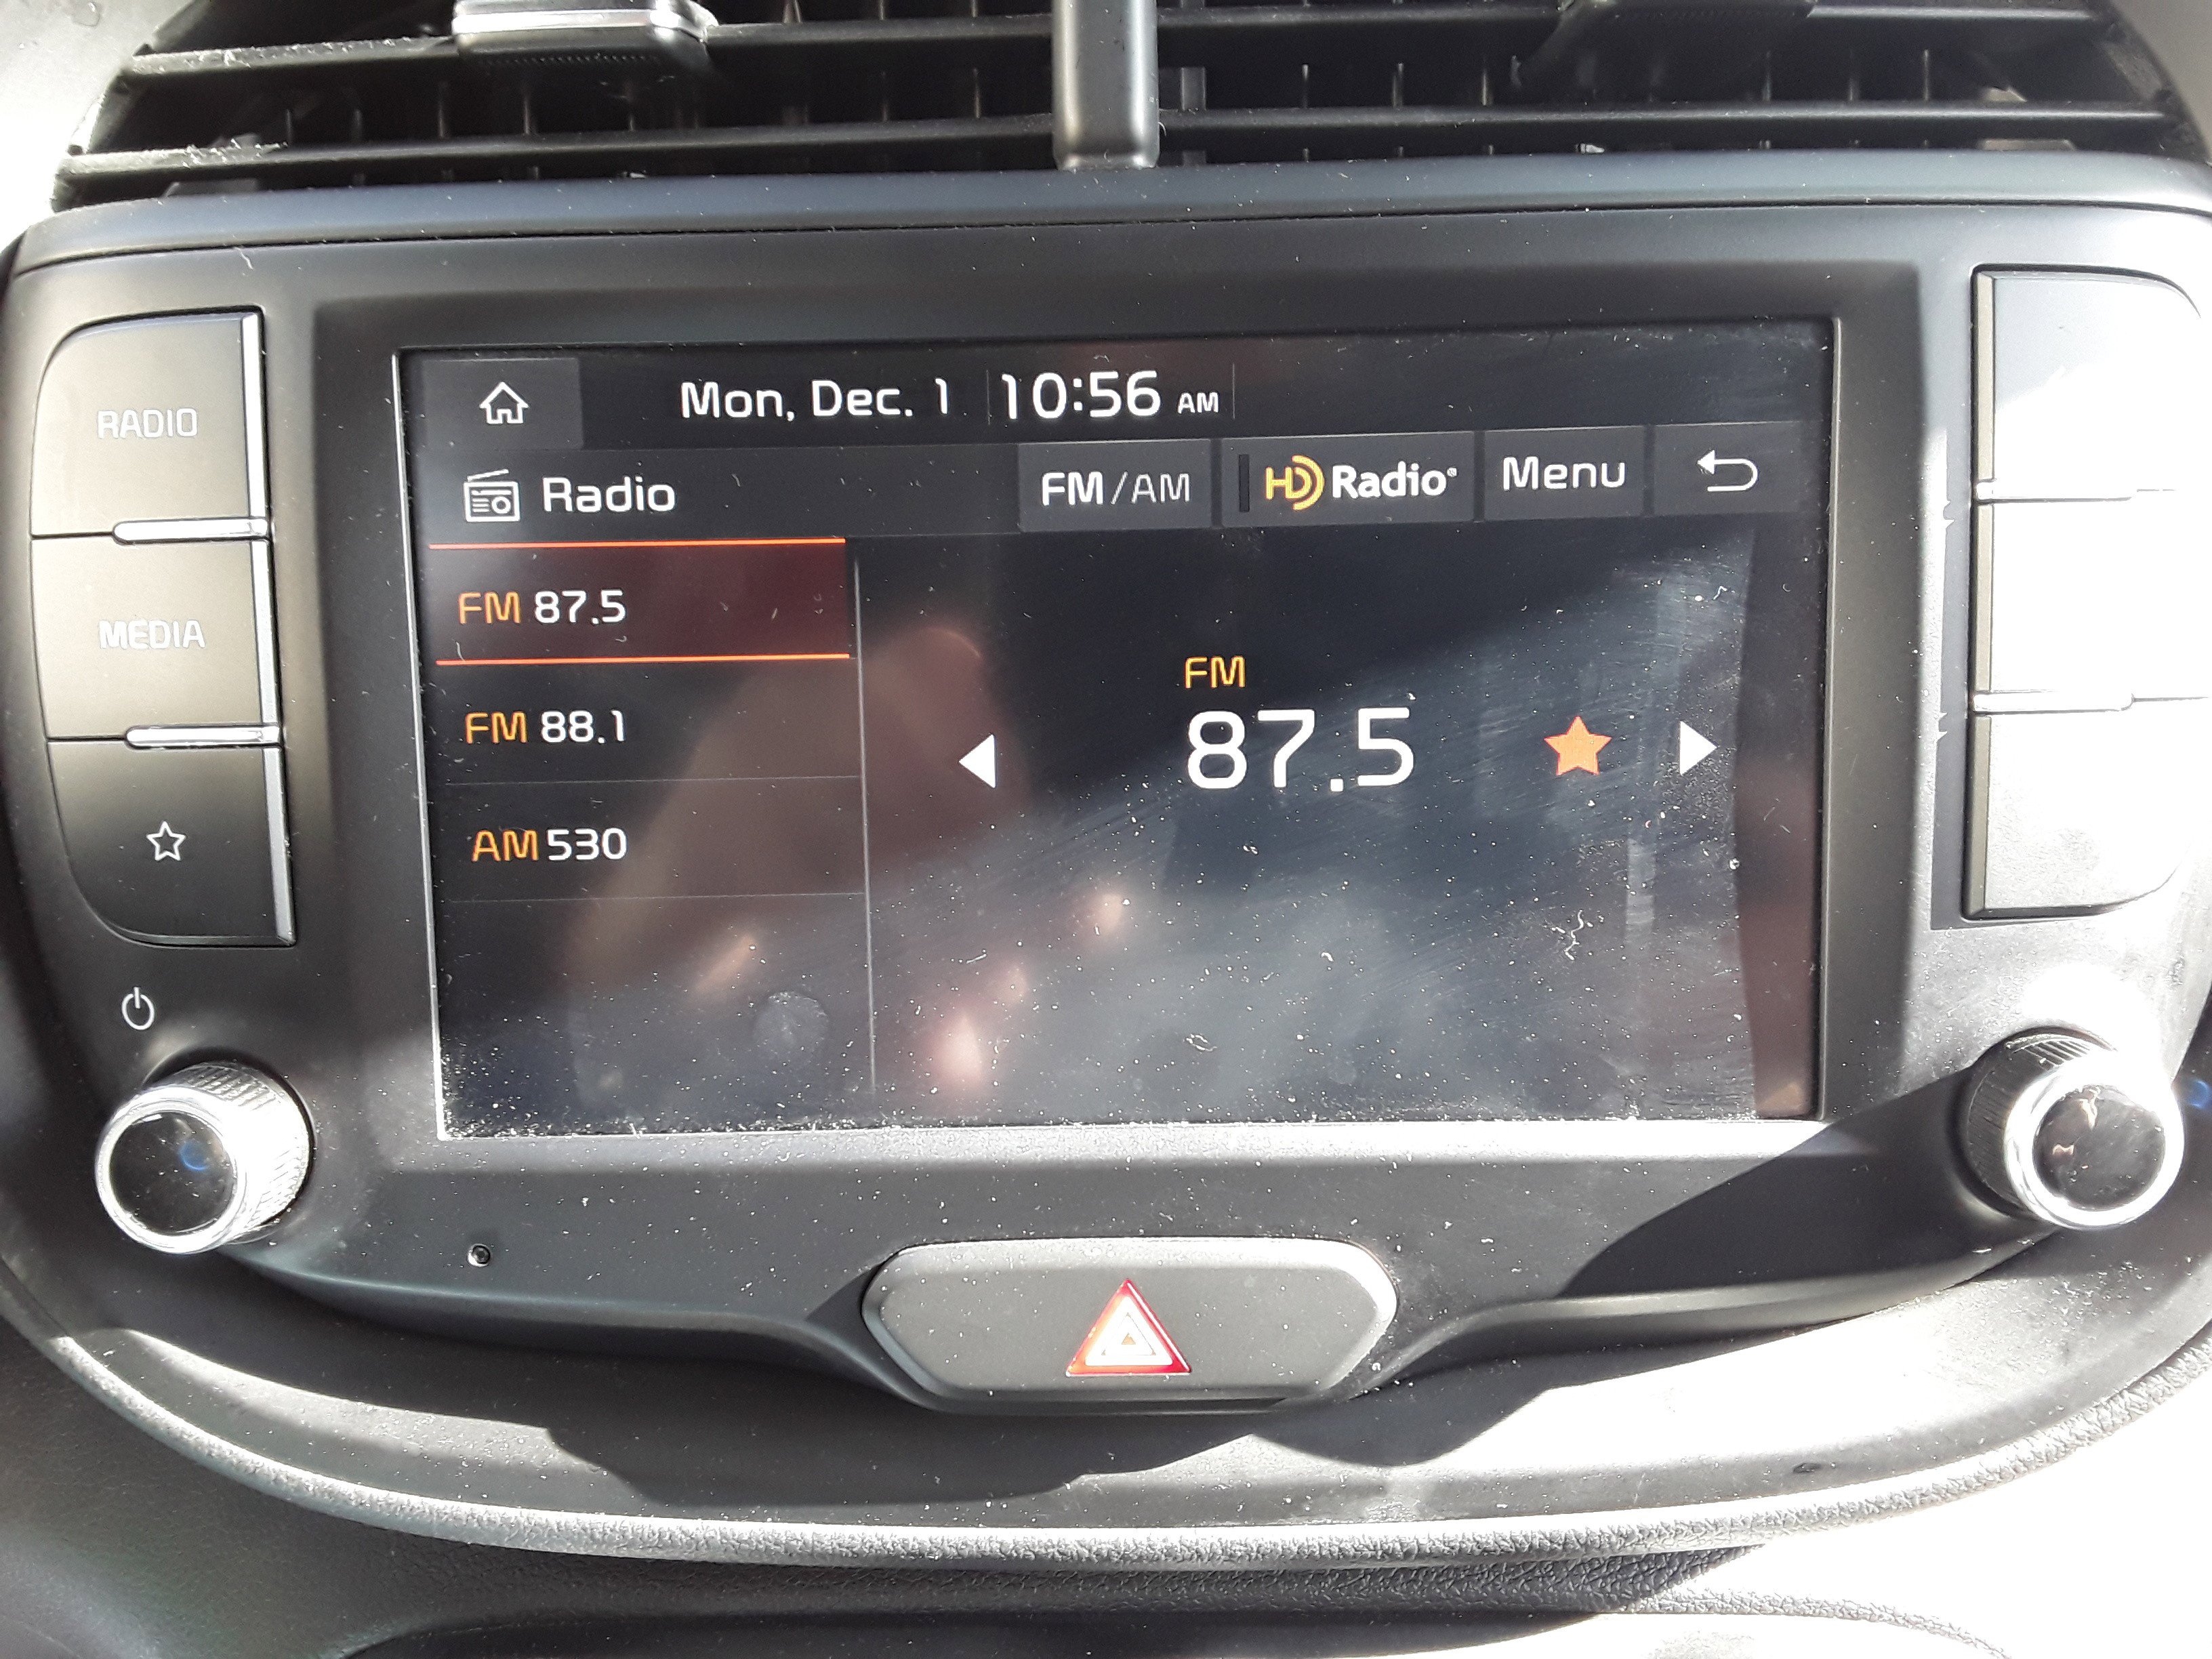 Mon, Dec. 1 10:56 AM
Radio FM/AM HD Radio® Menu
RADIO
MEDIA
FM 87.5
FM 88.1
AM 530
FM
87.5